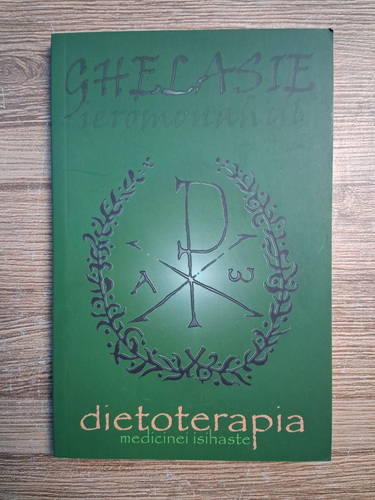 GHELASIE
ieromonahul
P
A ω
dietoterapia
medicinei isihaste